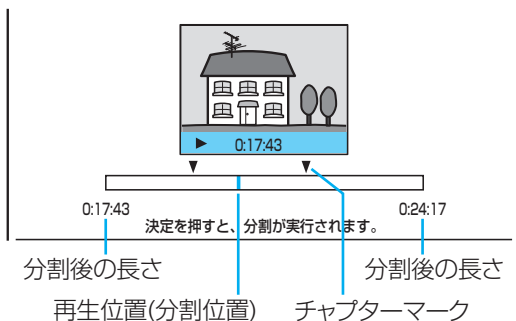 0:17:43
0:17:43
0:24:17
決定を押すと、分割が実行されます。
分割後の長さ
分割後の長さ
再生位置(分割位置)
チャプターマーク